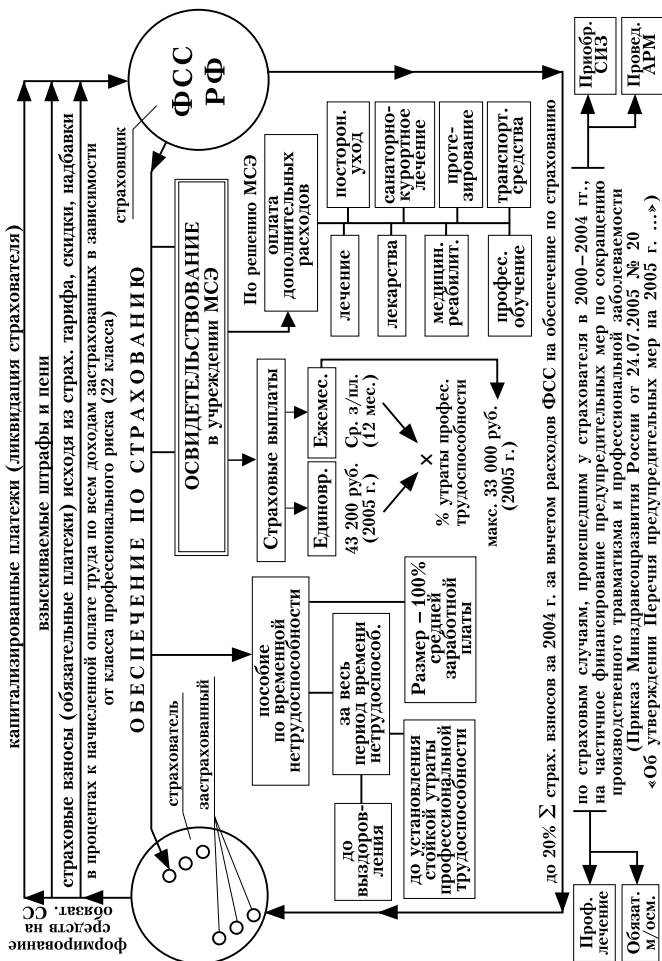 капитализированные платежи (ликвидация страхователя)
взыскиваемые штрафы и пени
страховые взносы (обязательные платежи) исходя из страх. тарифа, скидки, надбавки
в процентах к начисленной оплате труда по всем доходам застрахованных в зависимости
от класса профессионального риска (22 класса)
формирование
средств на
обязат. СС
страховщик
ФСС
РФ
ОБЕСПЕЧЕНИЕ ПО СТРАХОВАНИЮ
страхователь
застрахованный
ОСВИДЕТЕЛЬСТВОВАНИЕ
в учреждении МСЭ
пособие
по временной
нетрудоспособности
за весь
период времени
нетрудоспособ.
Размер – 100%
средней
заработной
платы
до
выздоров-
ления
до установления
стойкой утраты
профессиональной
трудоспособности
Страховые выплаты
Единовр.
Ежемес.
43 200 руб.
(2005 г.)
Ср. з/пл.
(12 мес.)
×
% утраты профес.
трудоспособности
макс. 33 000 руб.
(2005 г.)
По решению МСЭ
оплата
дополнительных
расходов
лечение
посторон.
уход
лекарства
санаторно-
курортное
лечение
медицин.
реабилит.
проте-
зирование
профес.
обучение
транспорт.
средства
до 20% Σ страх. взносов за 2004 г. за вычетом расходов ФСС на обеспечение по страхованию
по страховым случаям, происшедшим у страхователя в 2000–2004 гг.,
на частичное финансирование предупредительных мер по сокращению
производственного травматизма и профессиональной заболеваемости
(Приказ Минздравсоцразвития России от 24.07.2005 № 20
«Об утверждении Перечня предупредительных мер на 2005 г. ...»)
Проф.
лечение
Обязат.
м/осм.
Приобр.
СИЗ
Провед.
АРМ